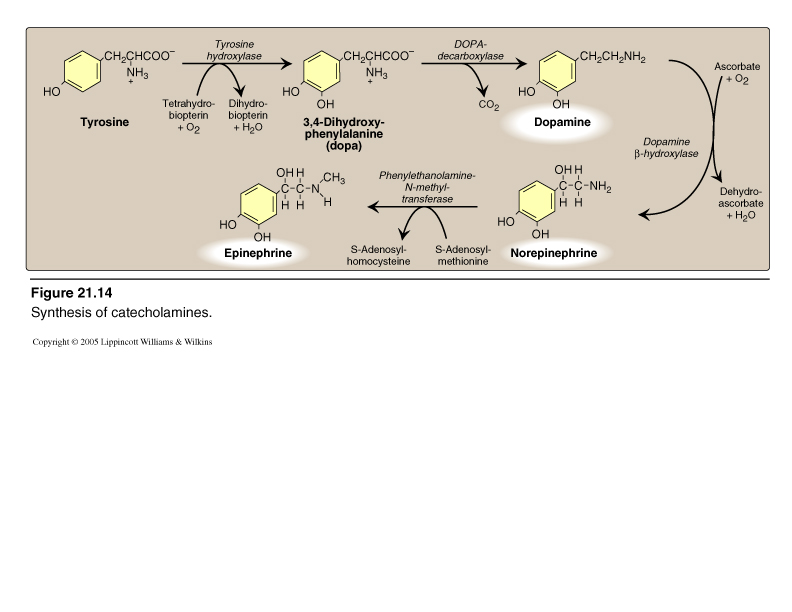 Tyrosine
hydroxylase
DOPA-
decarboxylase
CH₂CHCOO⁻
NH₃
+
HO
Tyrosine
Tetrahydro-
biopterin
+ O₂
Dihydro-
biopterin
+ H₂O
CH₂CHCOO⁻
NH₃
+
HO
OH
3,4-Dihydroxy-
phenylalanine
(dopa)
CO₂
CH₂CH₂NH₂
HO
OH
Dopamine
Ascorbate
+ O₂
Dopamine
β-hydroxylase
Dehydro-
ascorbate
+ H₂O
OH H
C–C–NH₂
H H
HO
OH
Norepinephrine
Phenylethanolamine-
N-methyl-
transferase
S-Adenosyl-
homocysteine
S-Adenosyl-
methionine
OH H
CH₃
C–C–N
H H
H
HO
OH
Epinephrine
Figure 21.14
Synthesis of catecholamines.
Copyright © 2005 Lippincott Williams & Wilkins